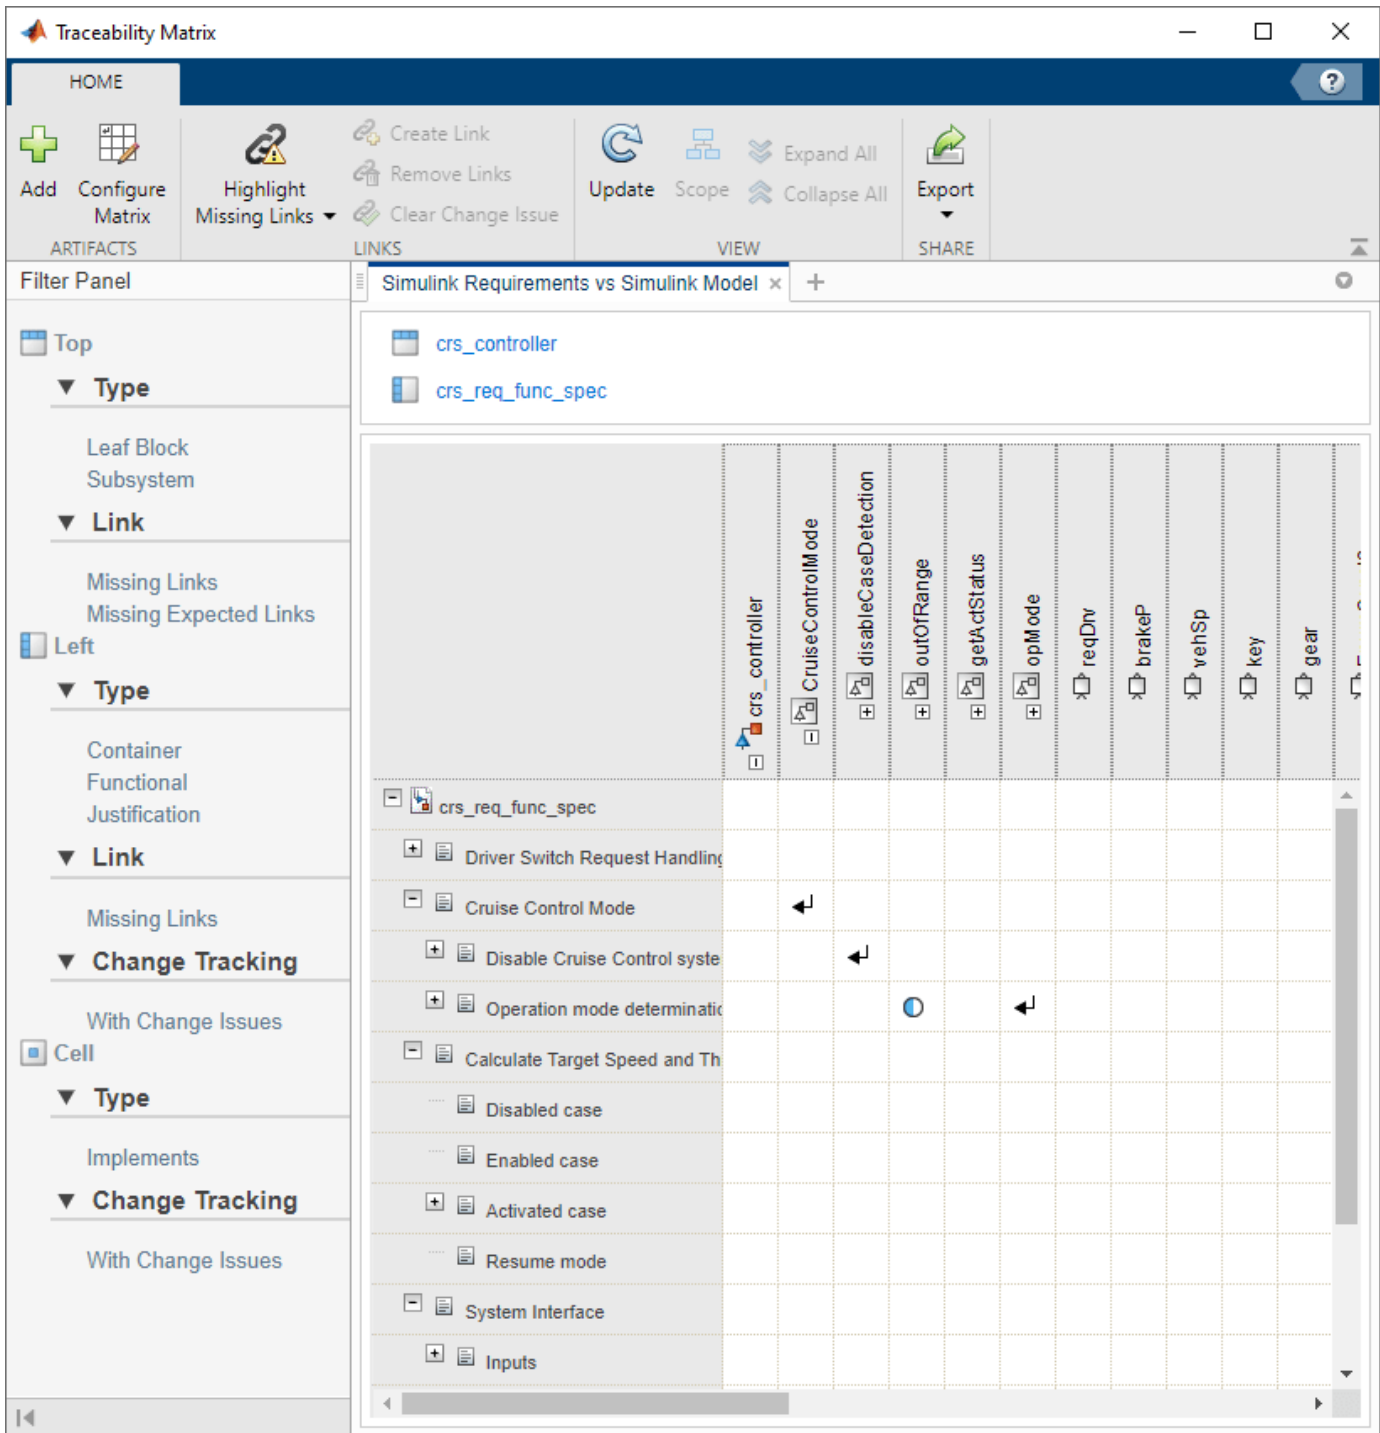 Traceability Matrix
HOME
?
Add
Configure
Matrix
Highlight
Missing Links
Create Link
Remove Links
Clear Change Issue
Update
Scope
Expand All
Collapse All
Export
ARTIFACTS
LINKS
VIEW
SHARE
Filter Panel
Simulink Requirements vs Simulink Model
Top
Type
Leaf Block
Subsystem
Link
Missing Links
Missing Expected Links
Left
Type
Container
Functional
Justification
Link
Missing Links
Change Tracking
With Change Issues
Cell
Type
Implements
Change Tracking
With Change Issues
crs_controller
crs_req_func_spec
crs_controller
CruiseControlMode
disableCaseDetection
outOfRange
getActStatus
opMode
reqDrv
brakeP
vehSp
key
gear
crs_req_func_spec
Driver Switch Request Handling
Cruise Control Mode
Disable Cruise Control syste
Operation mode determinatic
Calculate Target Speed and Th
Disabled case
Enabled case
Activated case
Resume mode
System Interface
Inputs